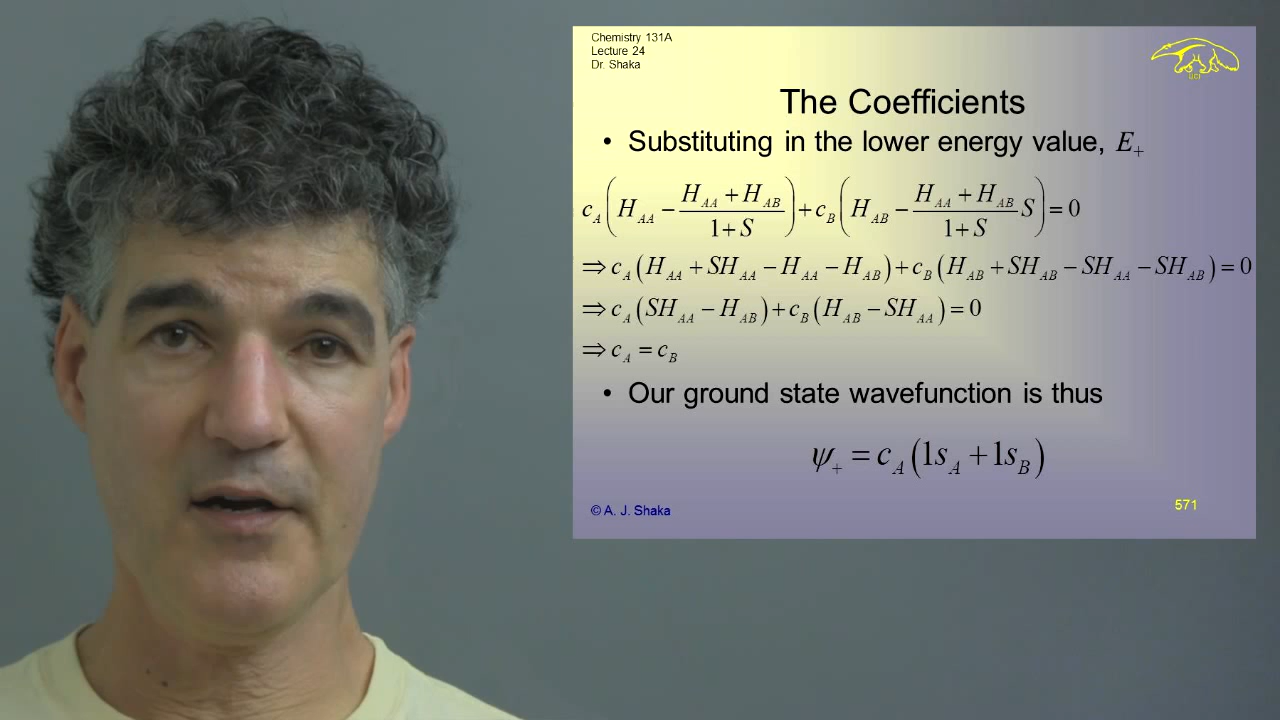 Chemistry 131A
Lecture 24
Dr. Shaka
UCI
The Coefficients
• Substituting in the lower energy value, E₊
c_A (H_AA − (H_AA + H_AB)/(1+S)) + c_B (H_AB − (H_AA + H_AB)/(1+S) S) = 0
⇒ c_A (H_AA + SH_AA − H_AA − H_AB) + c_B (H_AB + SH_AB − SH_AA − SH_AB) = 0
⇒ c_A (SH_AA − H_AB) + c_B (H_AB − SH_AA) = 0
⇒ c_A = c_B
• Our ground state wavefunction is thus
ψ₊ = c_A (1s_A + 1s_B)
© A. J. Shaka
571